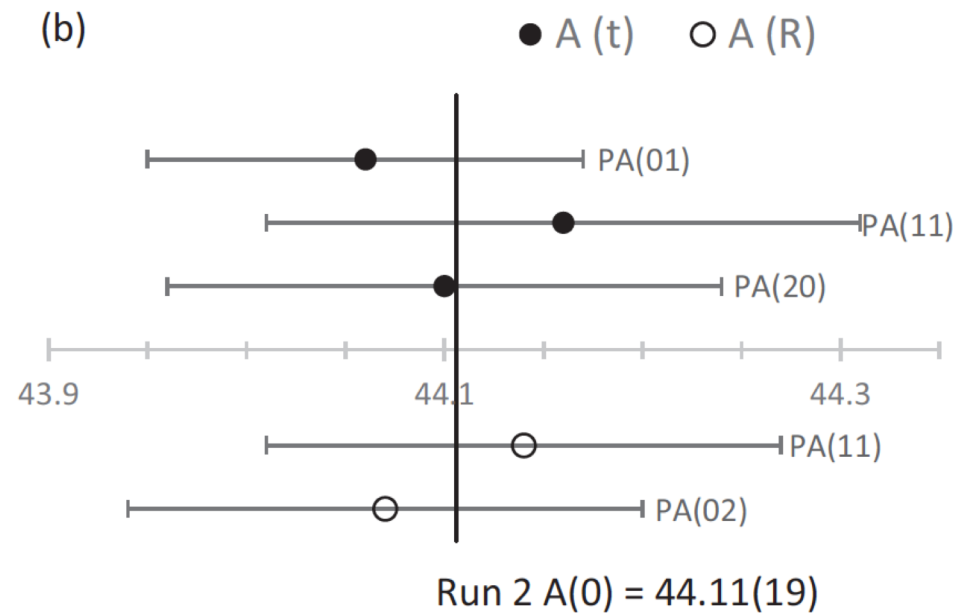 (b)
A (t) A (R)
PA(01)
PA(11)
PA(20)
43.9 44.1 44.3
PA(11)
PA(02)
Run 2 A(0) = 44.11(19)